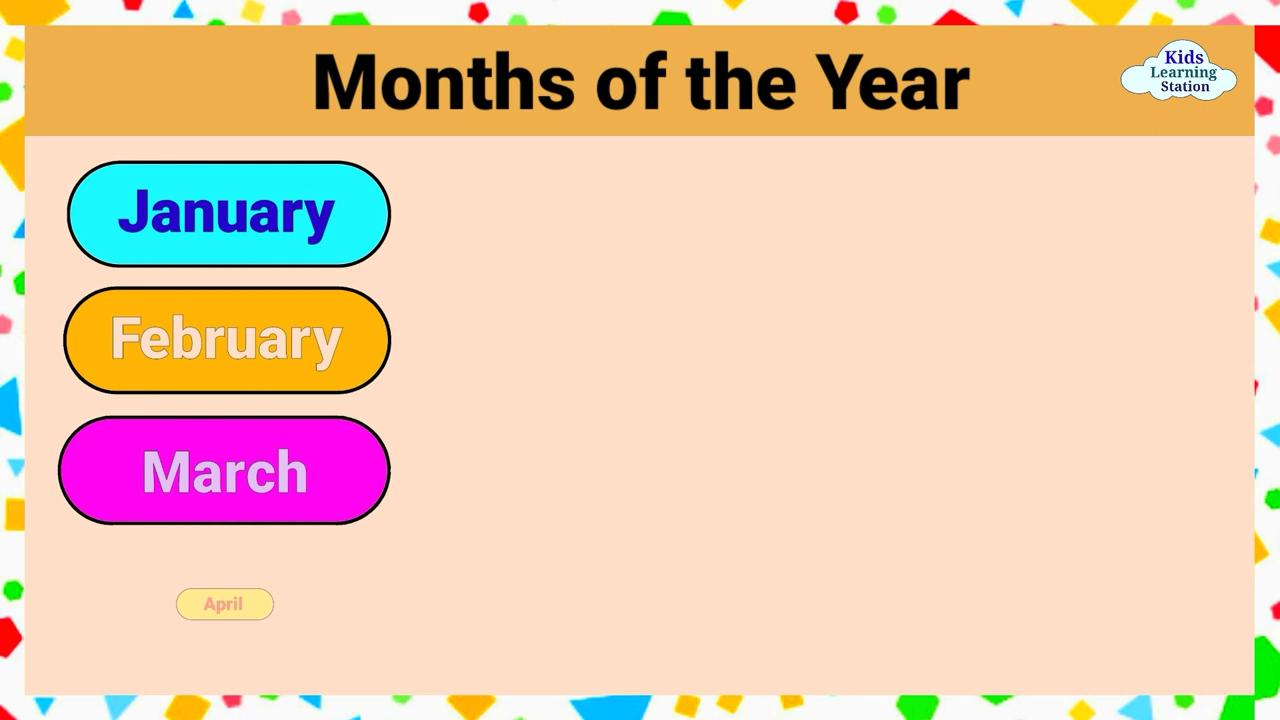 Months of the Year
Kids
Learning
Station
January
February
March
April